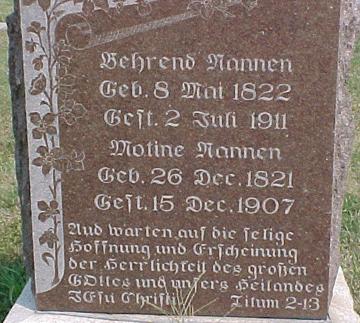 Behrend Nannen
Geb. 8 Mai 1822
Gest. 2 Juli 1911
Motine Nannen
Geb. 26 Dec. 1821
Gest. 15 Dec. 1907
Und warten auf die selige
Hoffnung und Erscheinung
der Herrlichkeit des großen
GOttes und unsers Heilandes
JEsu Christi. Titum 2-13